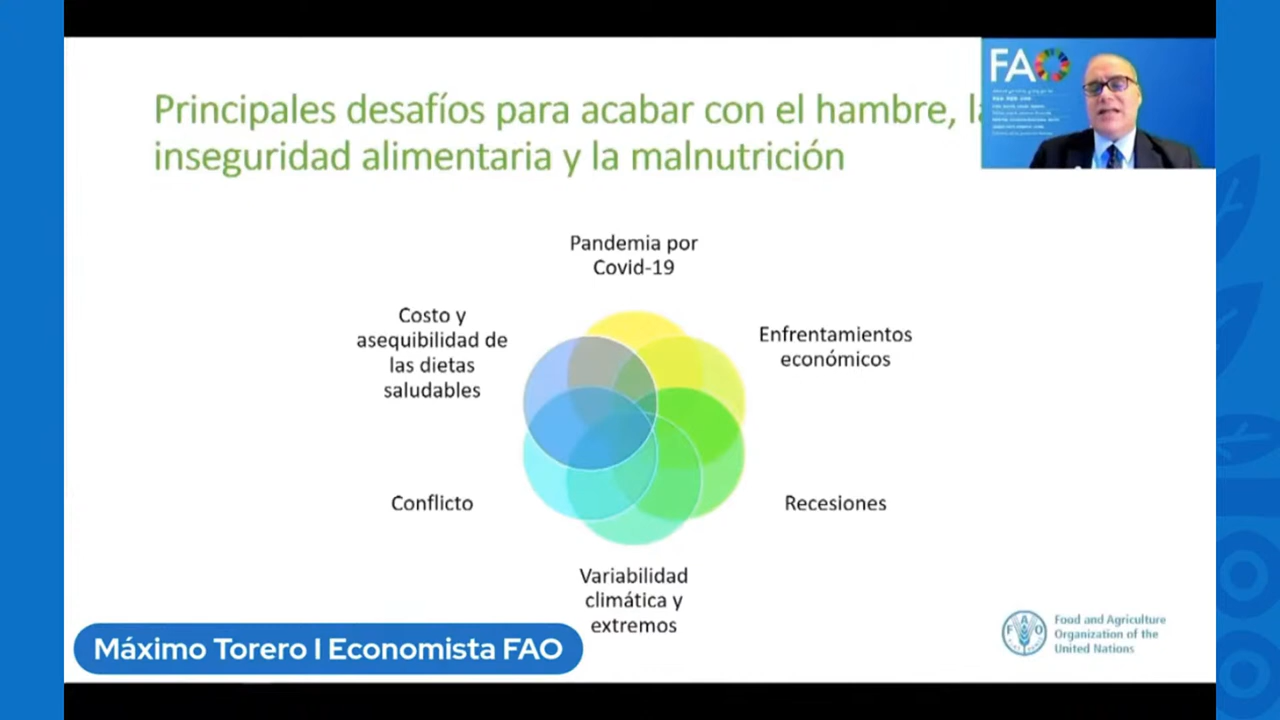 Principales desafíos para acabar con el hambre, la
inseguridad alimentaria y la malnutrición
FAO
Pandemia por
Covid-19
Costo y
asequibilidad de
las dietas
saludables
Enfrentamientos
económicos
Conflicto
Recesiones
Variabilidad
climática y
extremos
Máximo Torero I Economista FAO
FAO
Food and Agriculture
Organization of the
United Nations